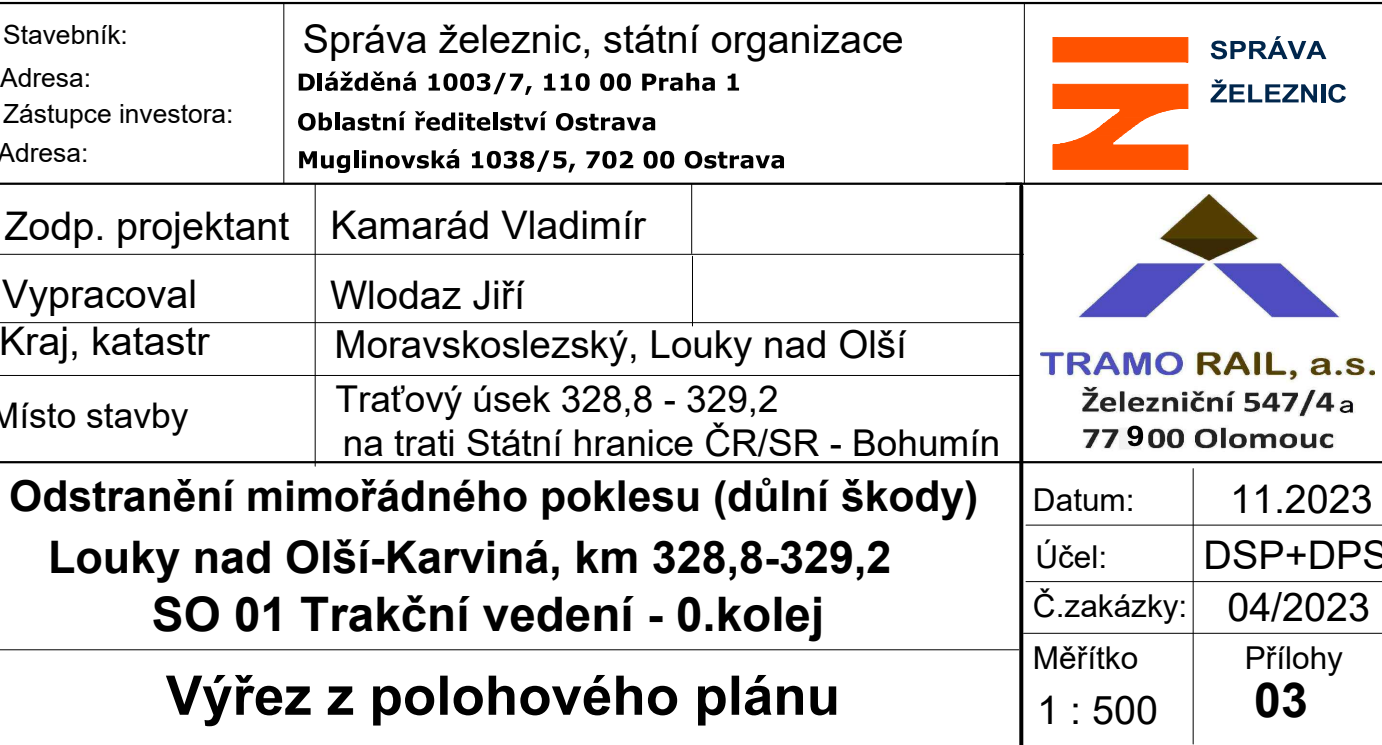 Stavebník: Správa železnic, státní organizace
Adresa: Dlážděná 1003/7, 110 00 Praha 1
Zástupce investora: Oblastní ředitelství Ostrava
Adresa: Muglinovská 1038/5, 702 00 Ostrava
SPRÁVA
ŽELEZNIC
Zodp. projektant Kamarád Vladimír
Vypracoval Wlodaz Jiří
Kraj, katastr Moravskoslezský, Louky nad Olší
Místo stavby Traťový úsek 328,8 - 329,2
na trati Státní hranice ČR/SR - Bohumín
TRAMO RAIL, a.s.
Železniční 547/4a
77900 Olomouc
Odstranění mimořádného poklesu (důlní škody)
Louky nad Olší-Karviná, km 328,8-329,2
SO 01 Trakční vedení - 0.kolej
Výřez z polohového plánu
Datum: 11.2023
Účel: DSP+DPS
Č.zakázky: 04/2023
Měřítko Přílohy
1 : 500 03